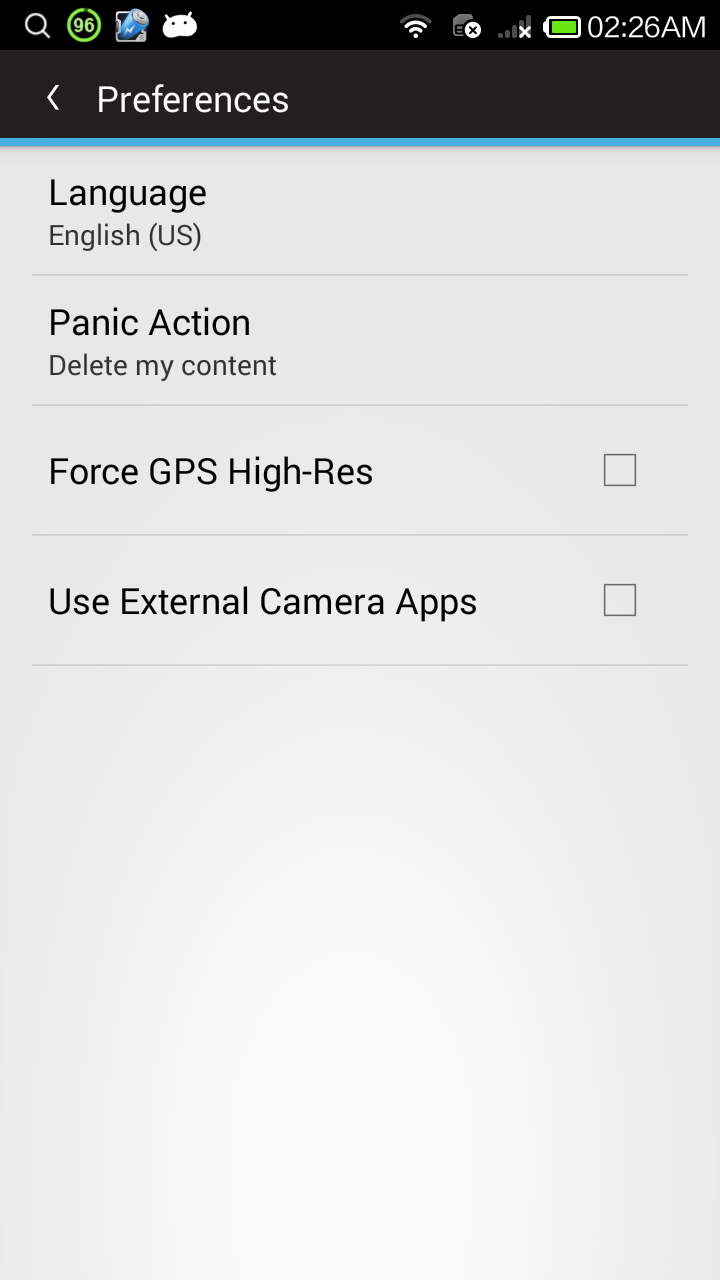 96
02:26AM
Preferences
Language
English (US)
Panic Action
Delete my content
Force GPS High-Res
Use External Camera Apps